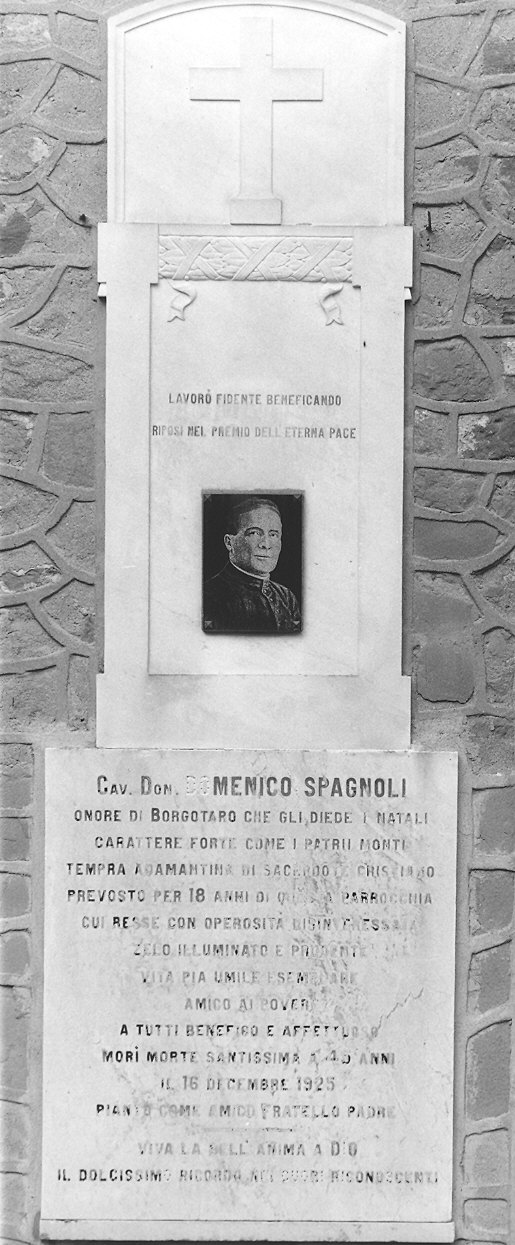 LAVORÒ FIDENTE BENEFICANDO
RIPOSI NEL PREMIO DELL'ETERNA PACE
CAV. DON. DOMENICO SPAGNOLI
ONORE DI BORGOTARO CHE GLI DIEDE I NATALI
CARATTERE FORTE COME I PATRII MONTI
TEMPRA ADAMANTINA DI SACERDOTE CRISTIANO
PREVOSTO PER 18 ANNI DI QUESTA PARROCCHIA
CUI RESSE CON OPEROSITÀ DISINTERESSATA
ZELO ILLUMINATO E PRUDENTE
VITA PIA UMILE ESEMPLARE
AMICO AI POVERI
A TUTTI BENEFICO E AFFETTUOSO
MORÌ MORTE SANTISSIMA A ANNI
IL 16 DECEMBRE 1925
PIANTO COME AMICO FRATELLO PADRE
VIVA LA BELL'ANIMA A DIO
IL DOLCISSIMO RICORDO NEI CUORI RICONOSCENTI